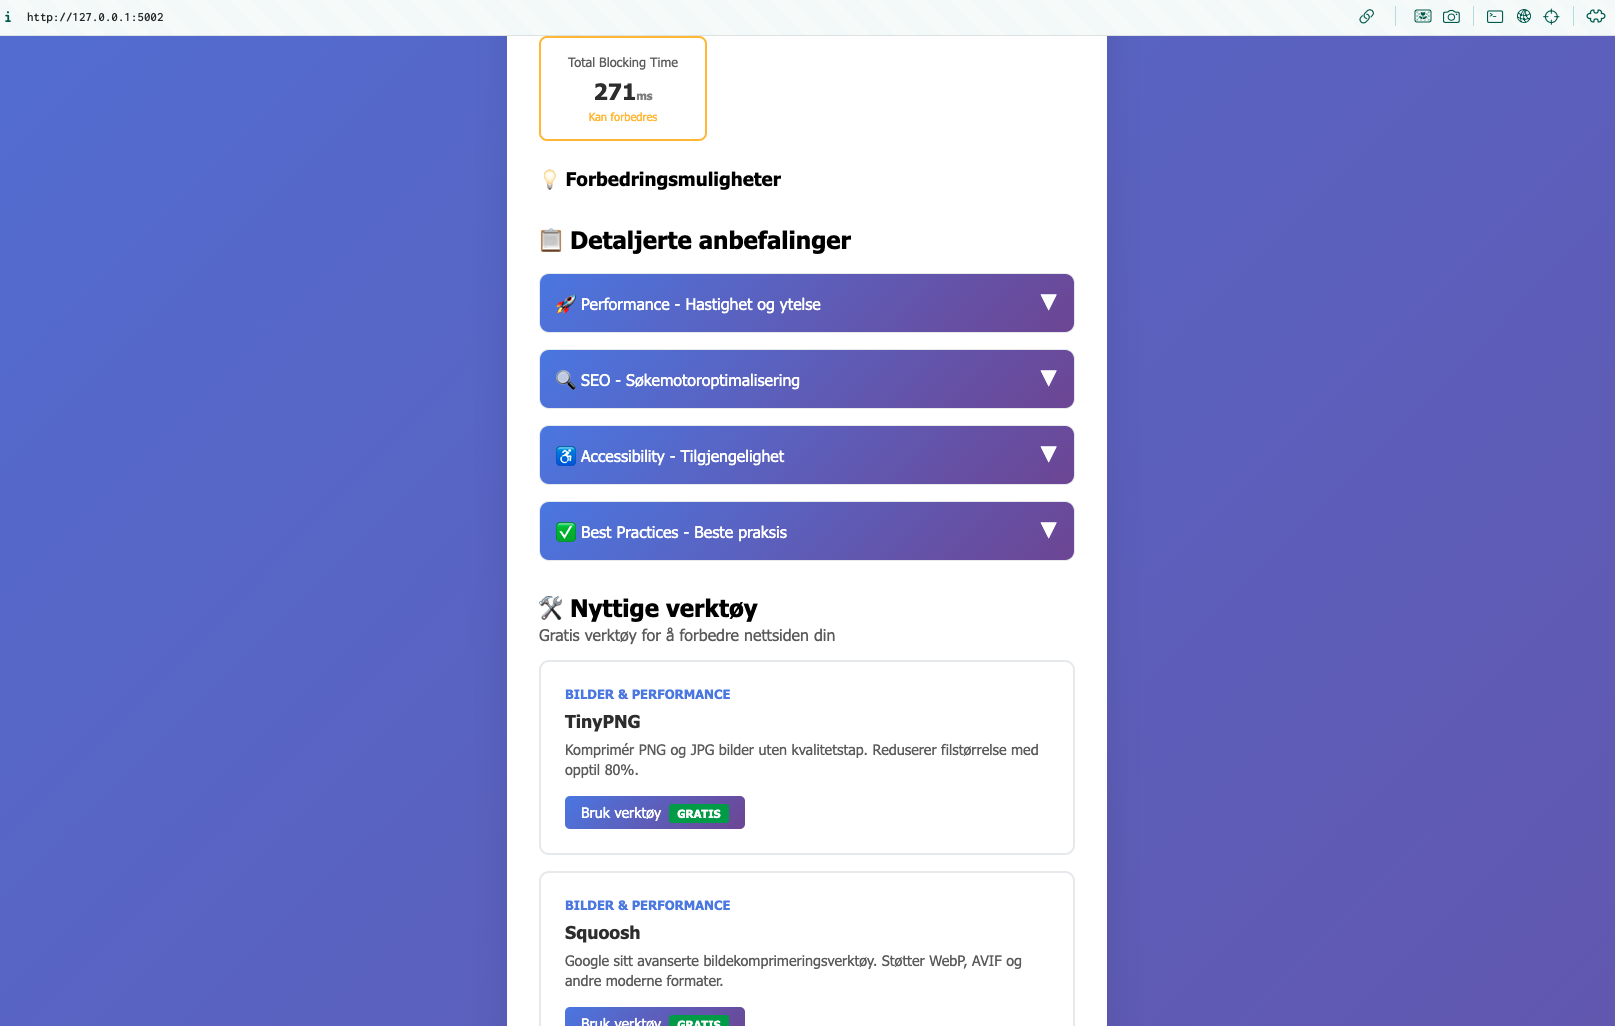 http://127.0.0.1:5002
Total Blocking Time
271ms
Kan forbedres
Forbedringsmuligheter
Detaljerte anbefalinger
Performance - Hastighet og ytelse
SEO - Søkemotoroptimalisering
Accessibility - Tilgjengelighet
Best Practices - Beste praksis
Nyttige verktøy
Gratis verktøy for å forbedre nettsiden din
BILDER & PERFORMANCE
TinyPNG
Komprimér PNG og JPG bilder uten kvalitetstap. Reduserer filstørrelse med
opptil 80%.
Bruk verktøy GRATIS
BILDER & PERFORMANCE
Squoosh
Google sitt avanserte bildekomprimeringsverktøy. Støtter WebP, AVIF og
andre moderne formater.
Bruk verktøy GRATIS